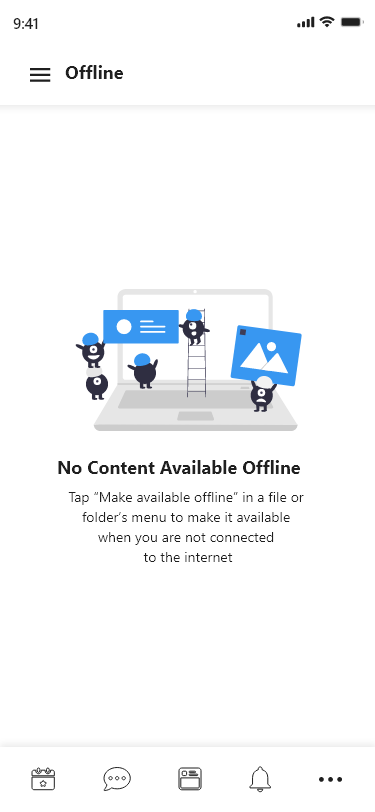 9:41
Offline
No Content Available Offline
Tap “Make available offline” in a file or
folder’s menu to make it available
when you are not connected
to the internet